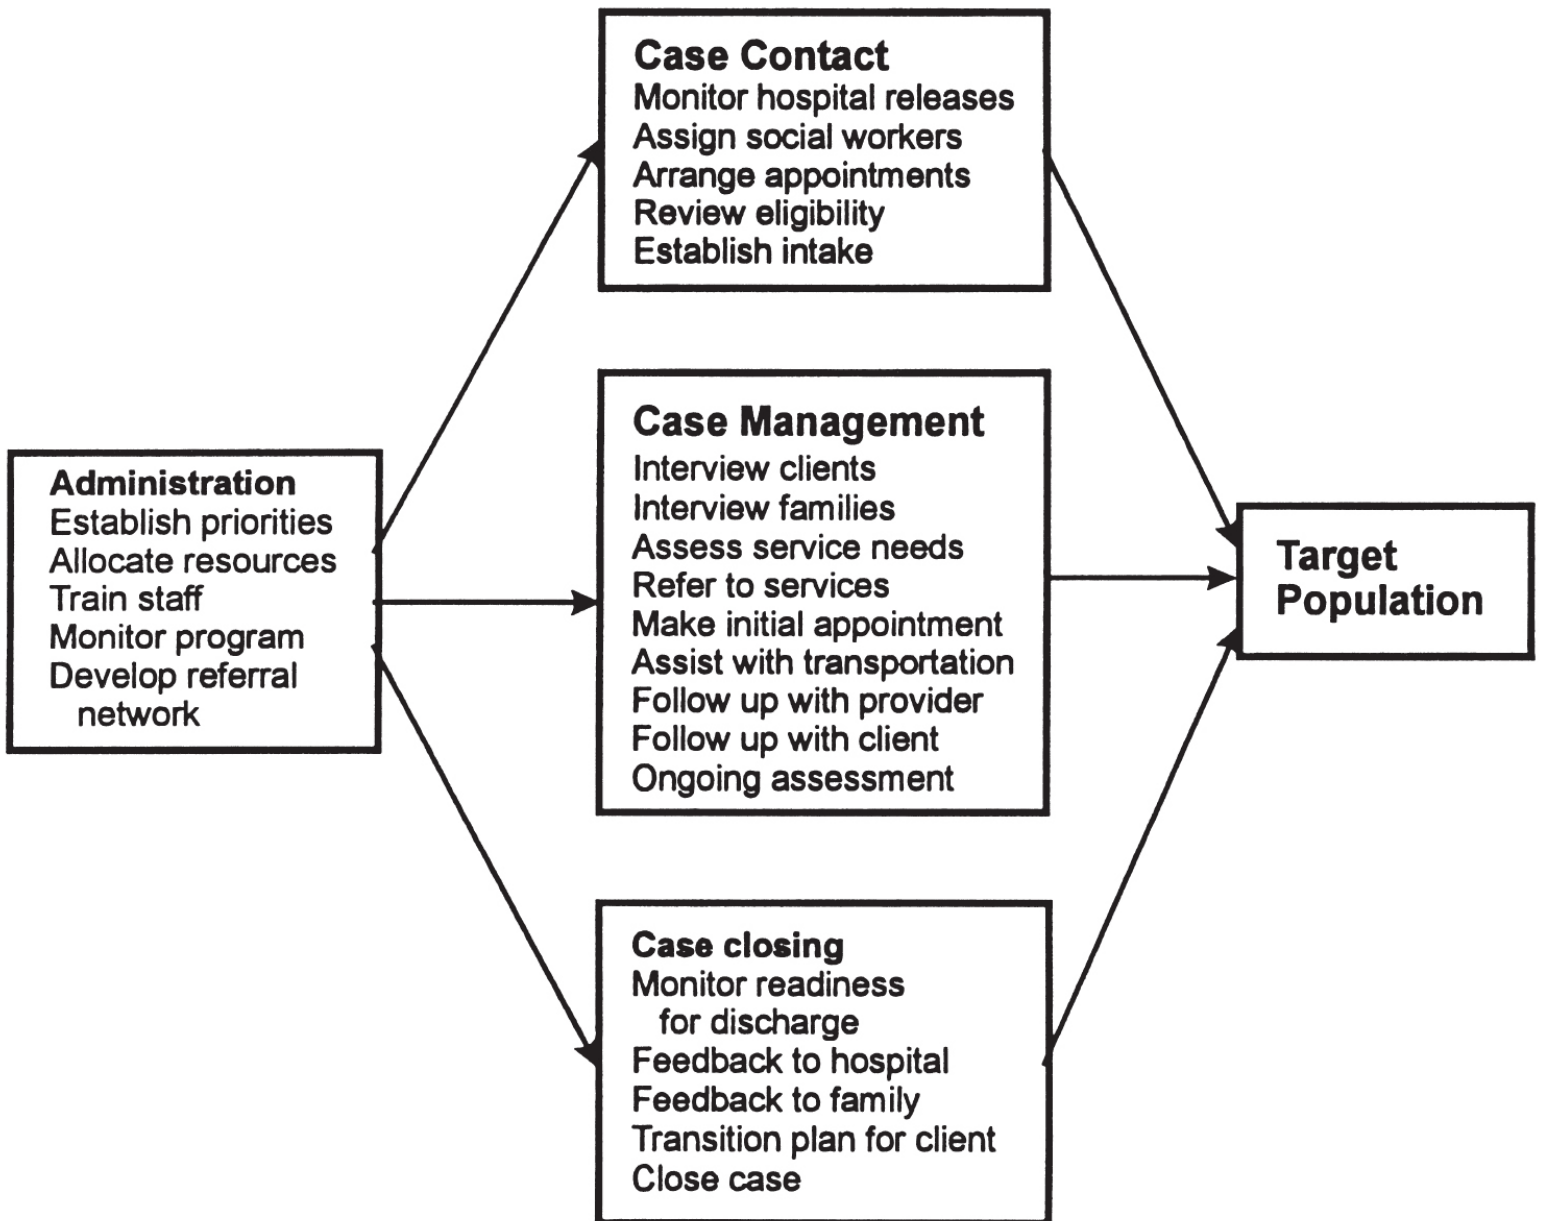 Case Contact
Monitor hospital releases
Assign social workers
Arrange appointments
Review eligibility
Establish intake
Administration
Establish priorities
Allocate resources
Train staff
Monitor program
Develop referral
network
Case Management
Interview clients
Interview families
Assess service needs
Refer to services
Make initial appointment
Assist with transportation
Follow up with provider
Follow up with client
Ongoing assessment
Target
Population
Case closing
Monitor readiness
for discharge
Feedback to hospital
Feedback to family
Transition plan for client
Close case